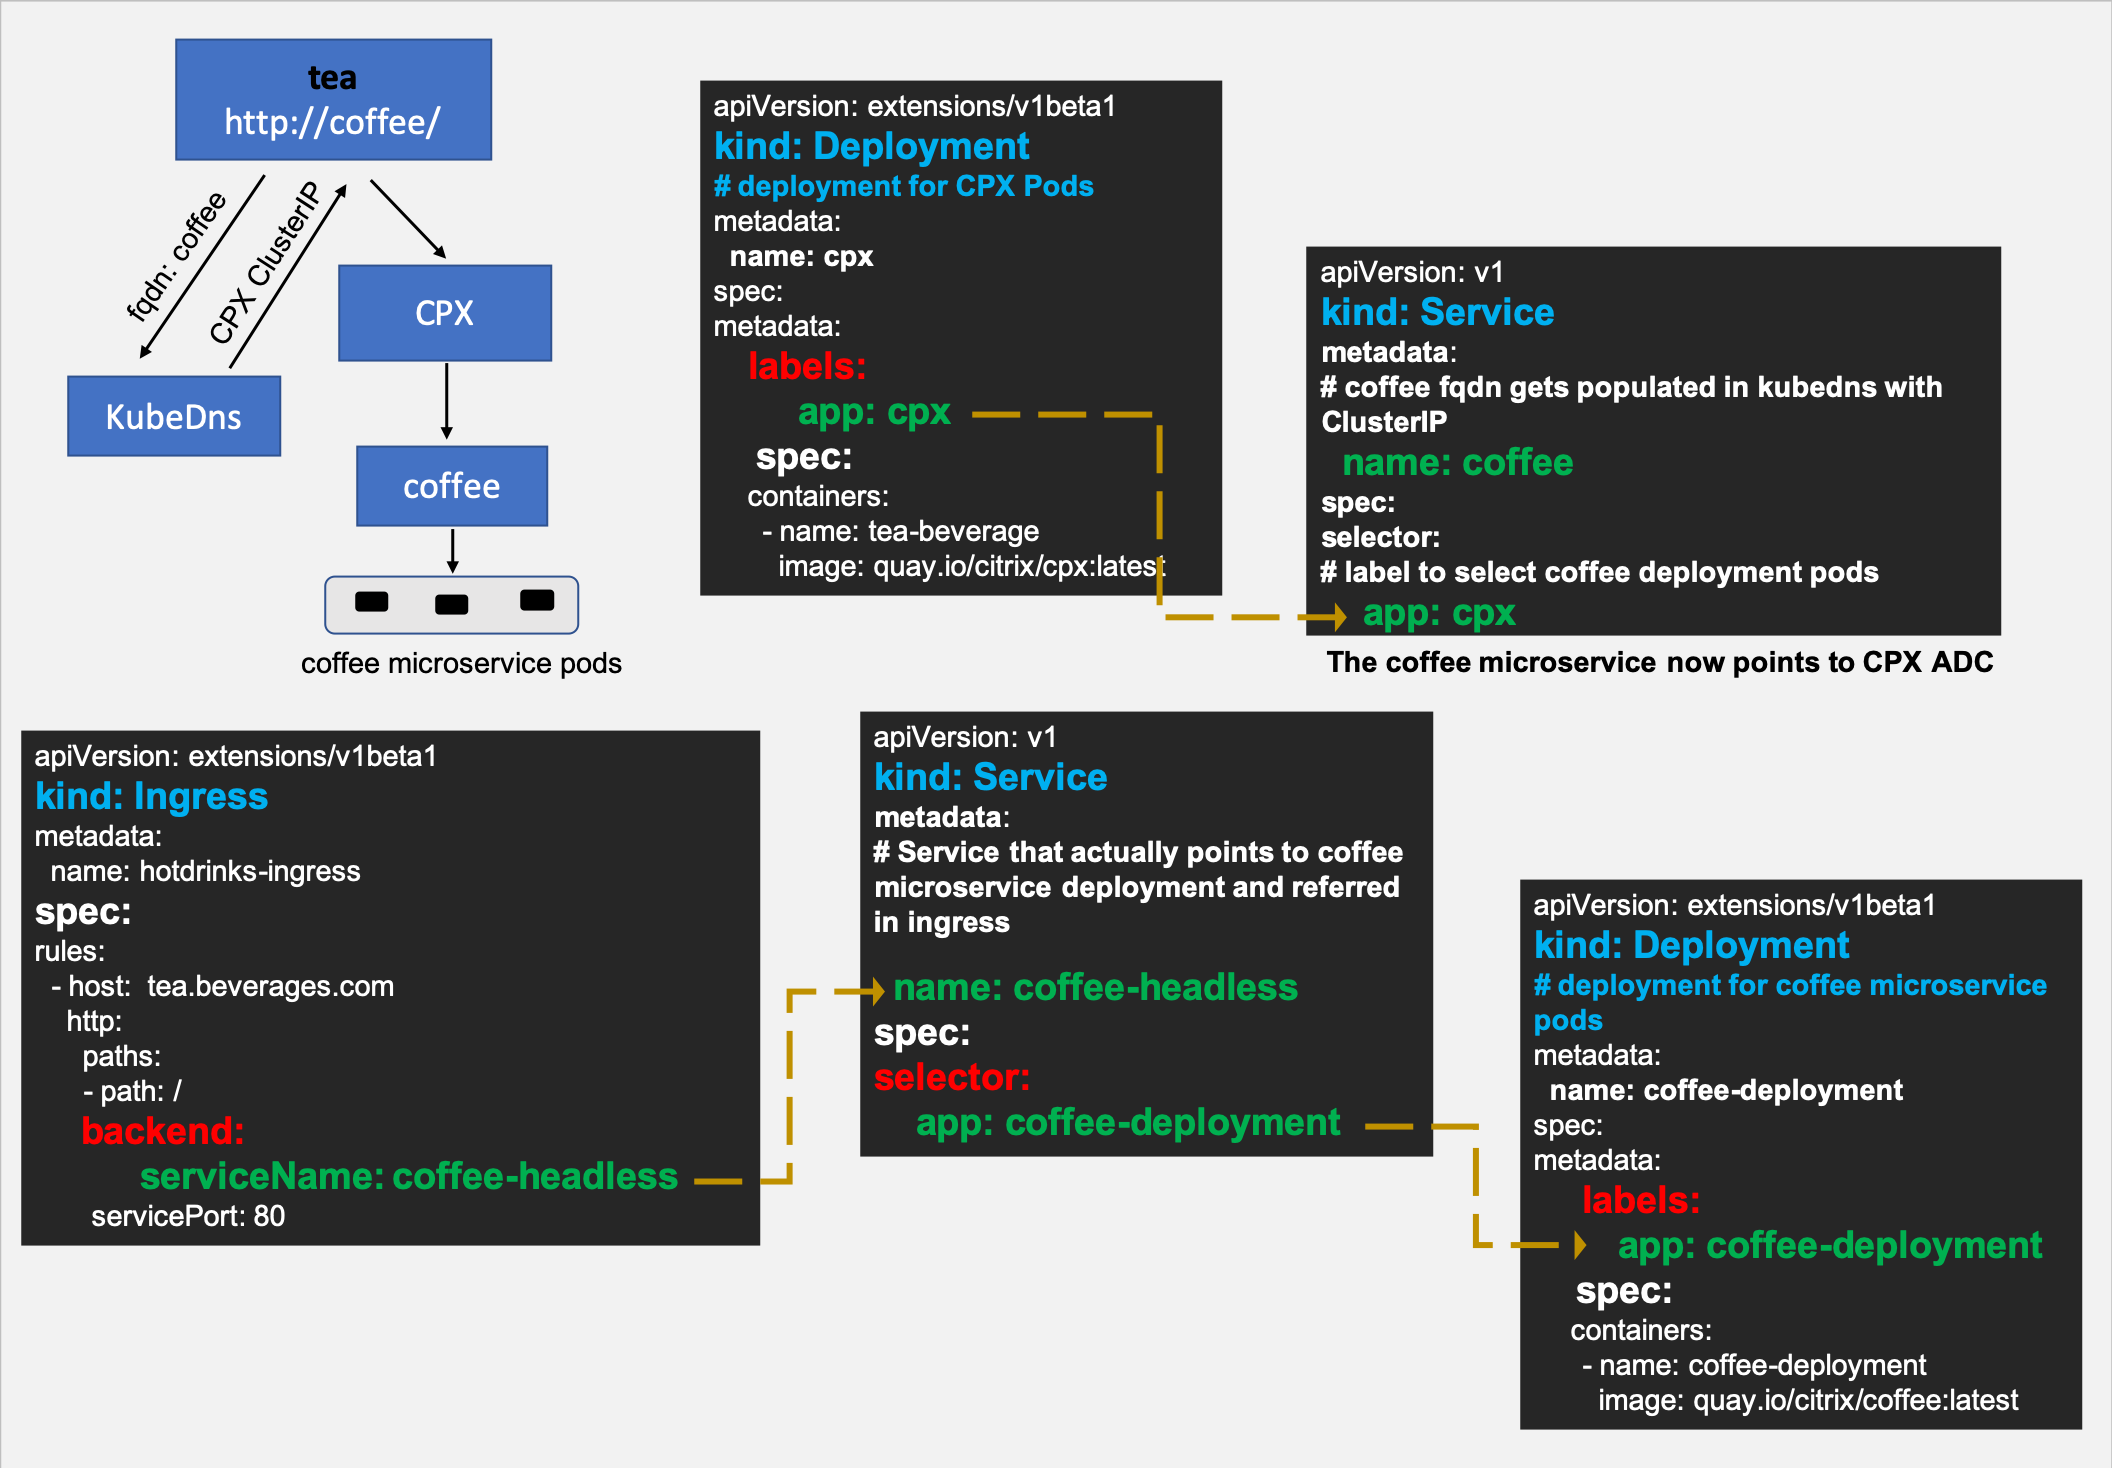 tea
http://coffee/
fqdn: coffee
CPX ClusterIP
CPX
KubeDns
coffee
coffee microservice pods
apiVersion: extensions/v1beta1
kind: Deployment
# deployment for CPX Pods
metadata:
name: cpx
spec:
metadata:
labels:
app: cpx
spec:
containers:
- name: tea-beverage
image: quay.io/citrix/cpx:latest
apiVersion: v1
kind: Service
metadata:
# coffee fqdn gets populated in kubedns with
ClusterIP
name: coffee
spec:
selector:
# label to select coffee deployment pods
app: cpx
The coffee microservice now points to CPX ADC
apiVersion: extensions/v1beta1
kind: Ingress
metadata:
name: hotdrinks-ingress
spec:
rules:
- host:  tea.beverages.com
http:
paths:
- path: /
backend:
serviceName: coffee-headless
servicePort: 80
apiVersion: v1
kind: Service
metadata:
# Service that actually points to coffee
microservice deployment and referred
in ingress
name: coffee-headless
spec:
selector:
app: coffee-deployment
apiVersion: extensions/v1beta1
kind: Deployment
# deployment for coffee microservice
pods
metadata:
name: coffee-deployment
spec:
metadata:
labels:
app: coffee-deployment
spec:
containers:
- name: coffee-deployment
image: quay.io/citrix/coffee:latest